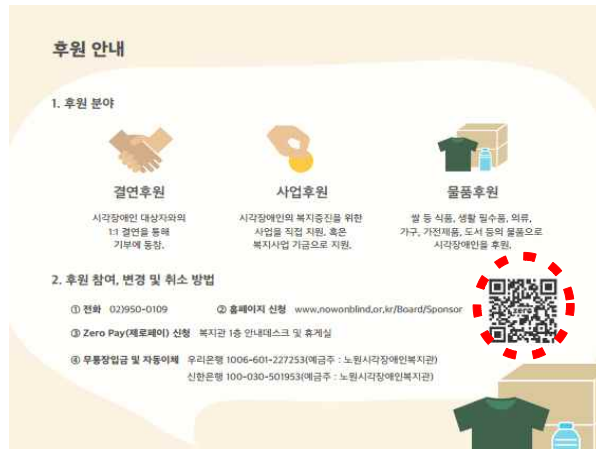 후원 안내
1. 후원 분야
결연후원
시각장애인 대상자와의
1:1 결연을 통해
기부에 동참.
사업후원
시각장애인의 복지증진을 위한
사업을 직접 지원, 혹은
복지사업 기금으로 지원.
물품후원
쌀 등 식품, 생활 필수품, 의류,
가구, 가전제품, 도서 등의 물품으로
시각장애인을 후원.
2. 후원 참여, 변경 및 취소 방법
① 전화 02)950-0109 ② 홈페이지 신청 www.nowonblind.or.kr/Board/Sponsor
③ Zero Pay(제로페이) 신청 복지관 1층 안내데스크 및 휴게실
④ 무통장입금 및 자동이체 우리은행 1006-601-227253(예금주 : 노원시각장애인복지관)
신한은행 100-030-501953(예금주 : 노원시각장애인복지관)
zero